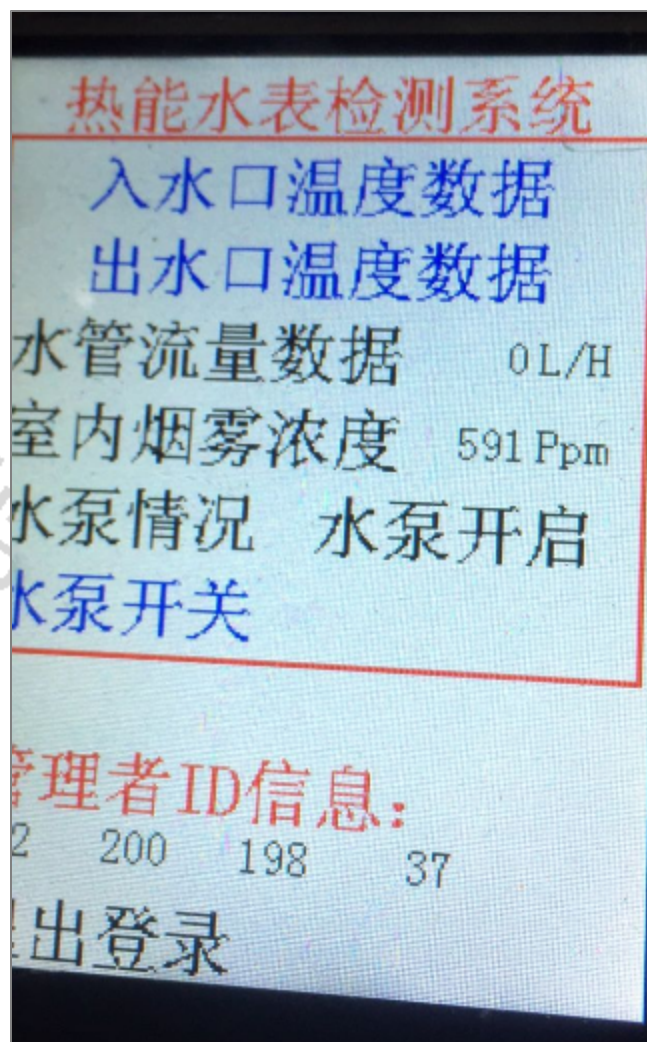 热能水表检测系统
入水口温度数据
出水口温度数据
水管流量数据 0L/H
室内烟雾浓度 591Ppm
水泵情况 水泵开启
水泵开关
管理者ID信息：
2 200 198 37
出登录